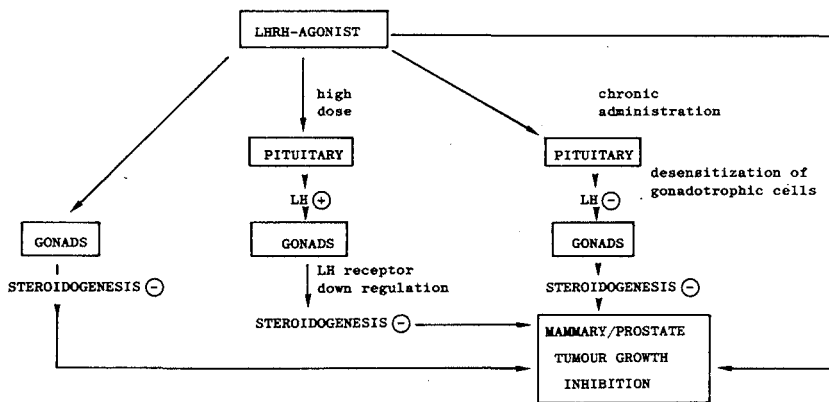 LHRH-AGONIST
high
dose
chronic
administration
PITUITARY
PITUITARY
desensitization of
gonadotrophic cells
LH +
LH -
GONADS
GONADS
GONADS
STEROIDOGENESIS -
LH receptor
down regulation
STEROIDOGENESIS -
STEROIDOGENESIS -
MAMMARY/PROSTATE
TUMOUR GROWTH
INHIBITION